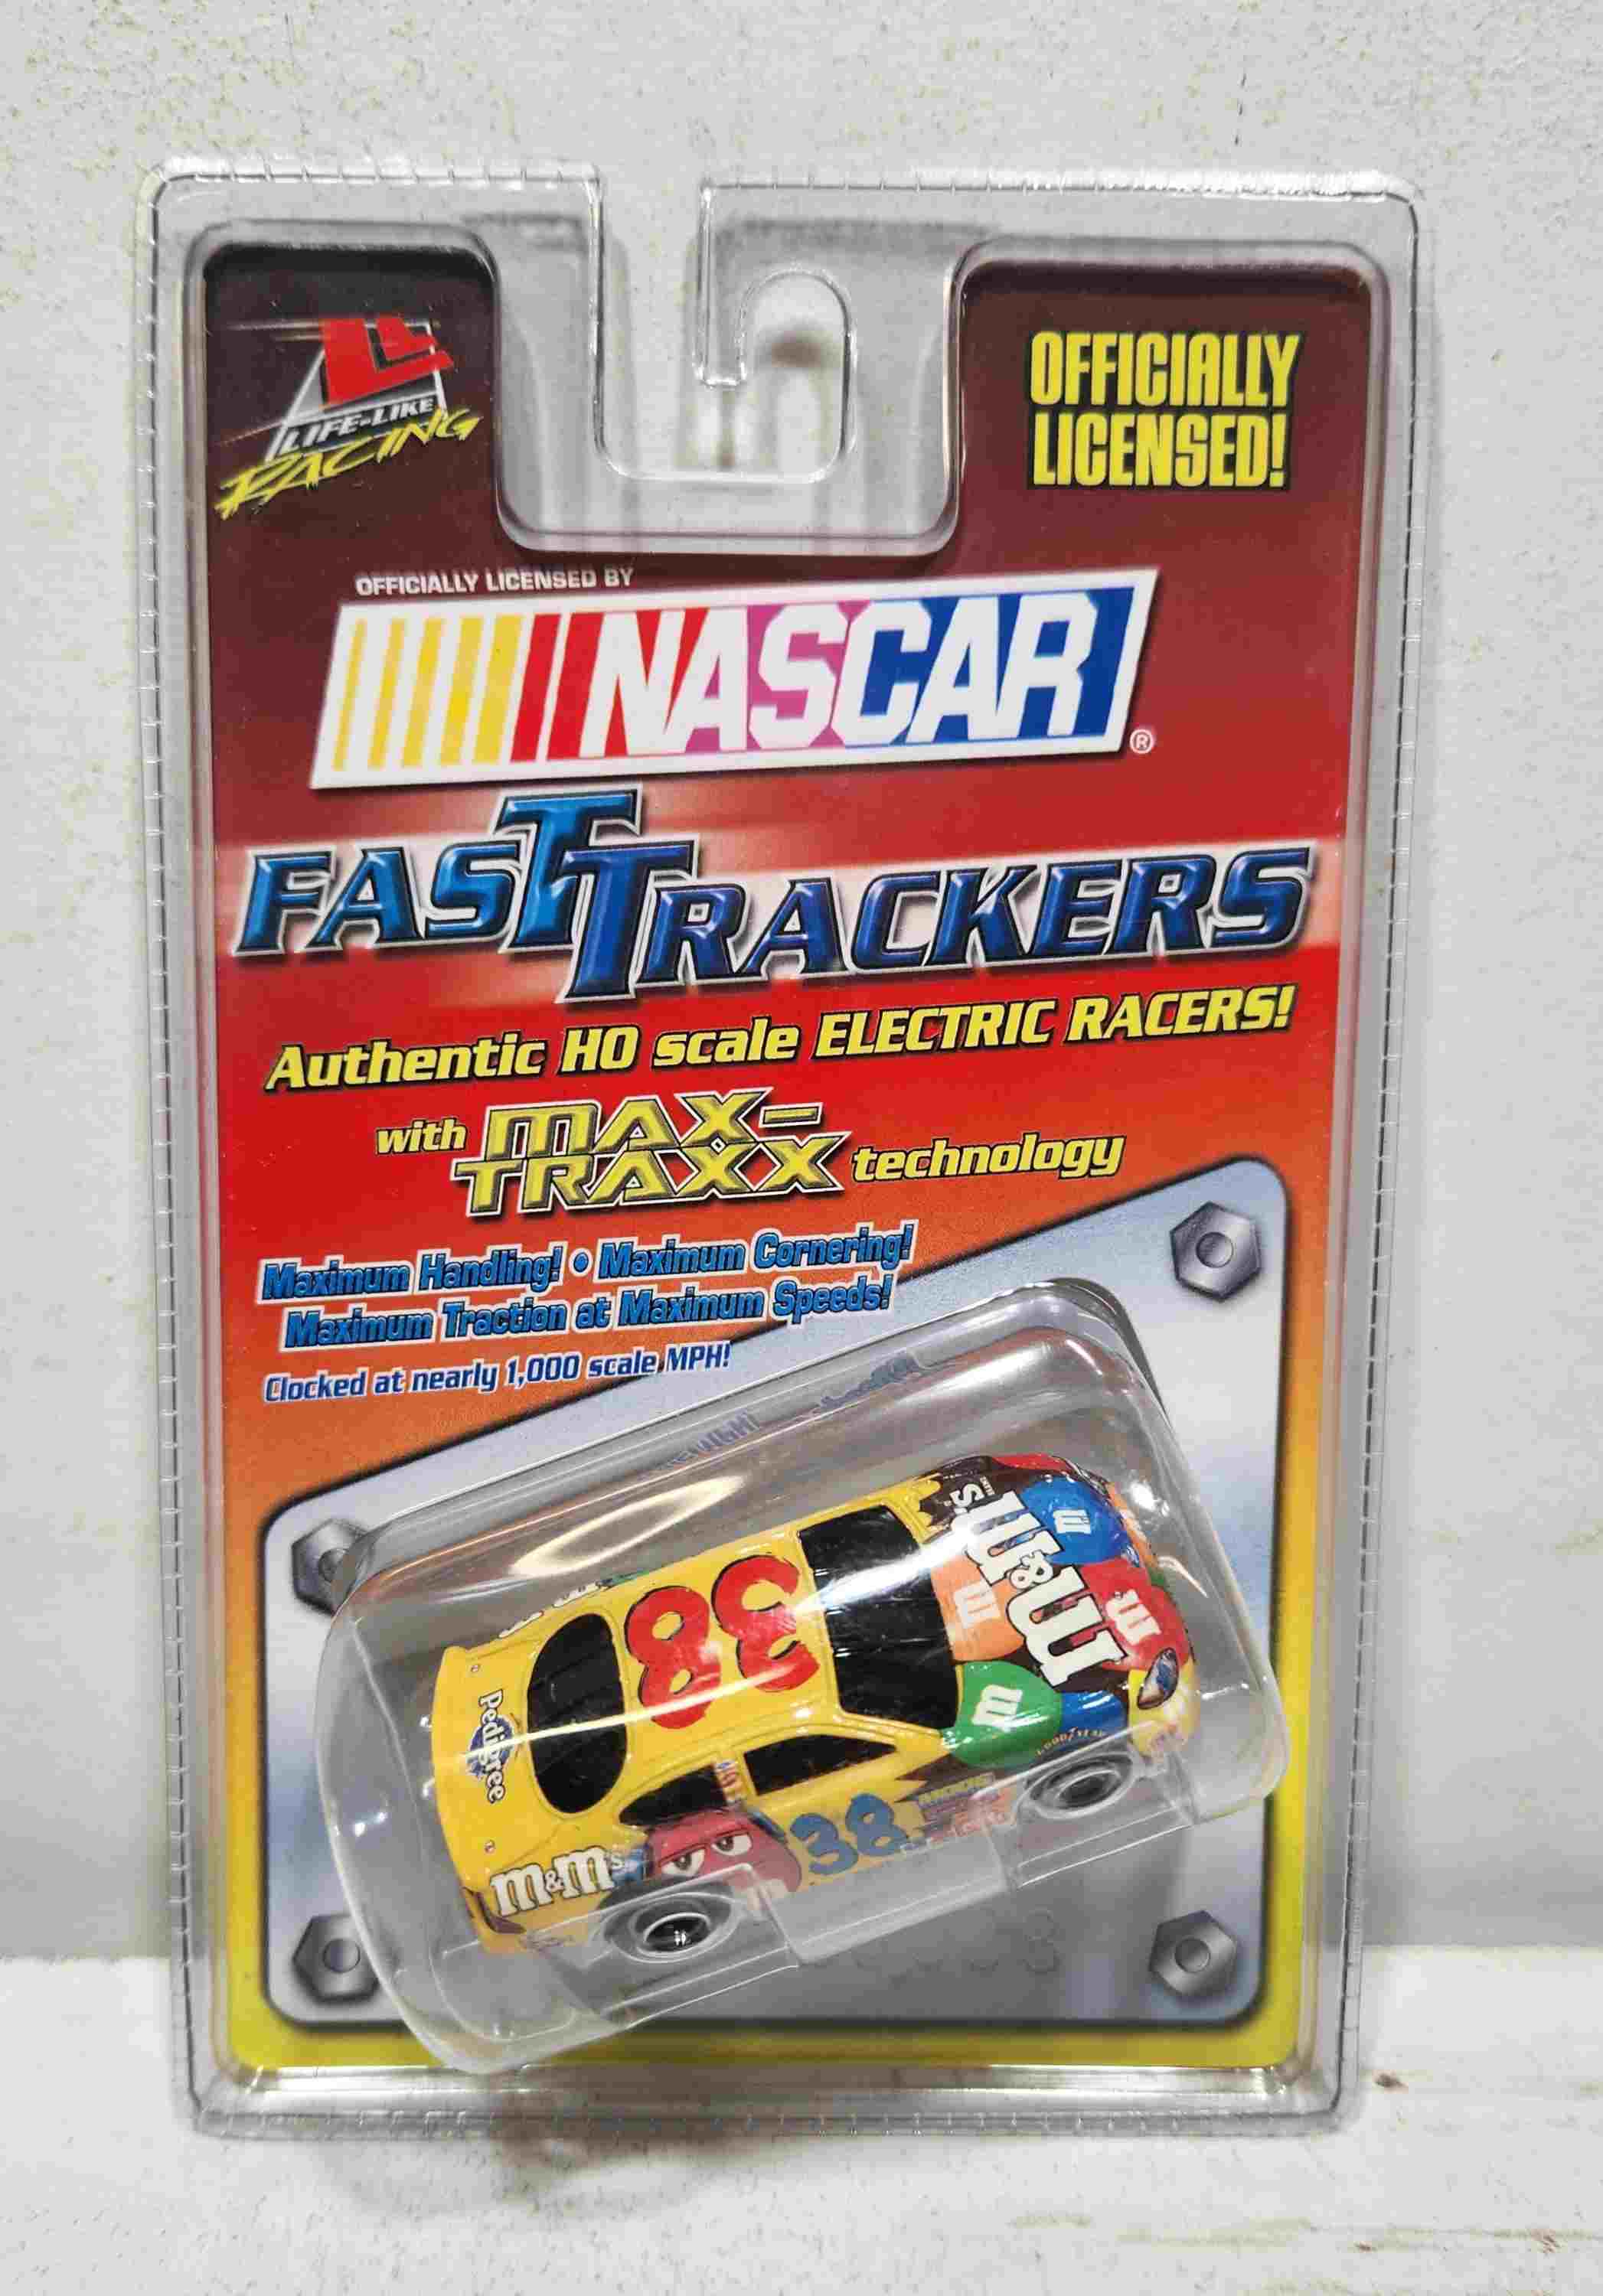 LIFE-LIKE
RACING
OFFICIALLY
LICENSED!
OFFICIALLY LICENSED BY
NASCAR®
FAST TRACKERS
Authentic HO scale ELECTRIC RACERS!
with MAX-TRAXX technology
Maximum Handling! • Maximum Cornering!
Maximum Traction at Maximum Speeds!
Clocked at nearly 1,000 scale MPH!
m&m's
m
m
m
m
38
Pedigree
GOODYEAR
38
m&m's
m